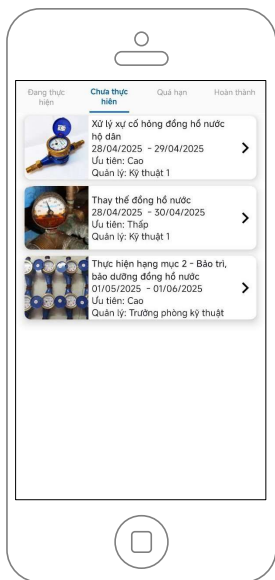 Đang thực Chưa thực Quá hạn Hoàn thành
hiện hiên
Xử lý xự cố hỏng đồng hồ nước
hộ dân
28/04/2025 - 29/04/2025
Ưu tiên: Cao
Quản lý: Kỹ thuật 1
Thay thế đồng hồ nước
28/04/2025 - 30/04/2025
Ưu tiên: Thấp
Quản lý: Kỹ thuật 1
Thực hiện hạng mục 2 - Bảo trì,
bảo dưỡng đồng hồ nước
01/05/2025 - 01/06/2025
Ưu tiên: Cao
Quản lý: Trưởng phòng kỹ thuật